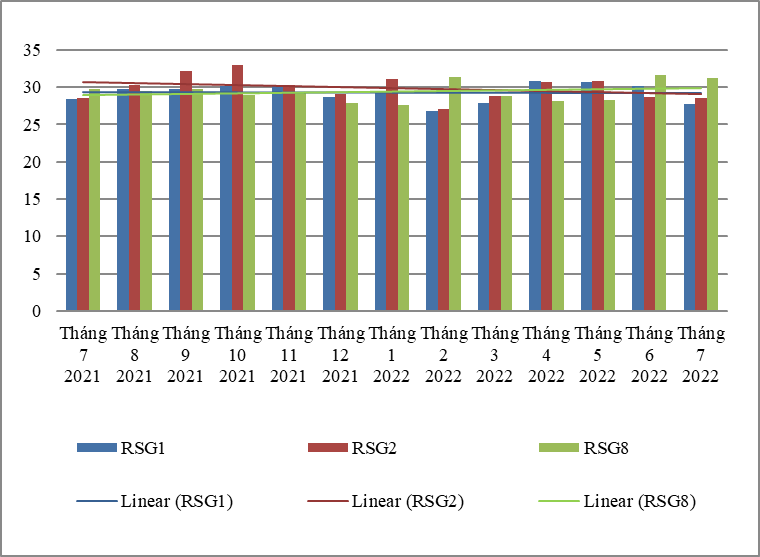 35
30
25
20
15
10
5
0
Tháng Tháng Tháng Tháng Tháng Tháng Tháng Tháng Tháng Tháng Tháng Tháng Tháng
7 8 9 10 11 12 1 2 3 4 5 6 7
2021 2021 2021 2021 2021 2021 2022 2022 2022 2022 2022 2022 2022
RSG1 RSG2 RSG8
Linear (RSG1) Linear (RSG2) Linear (RSG8)